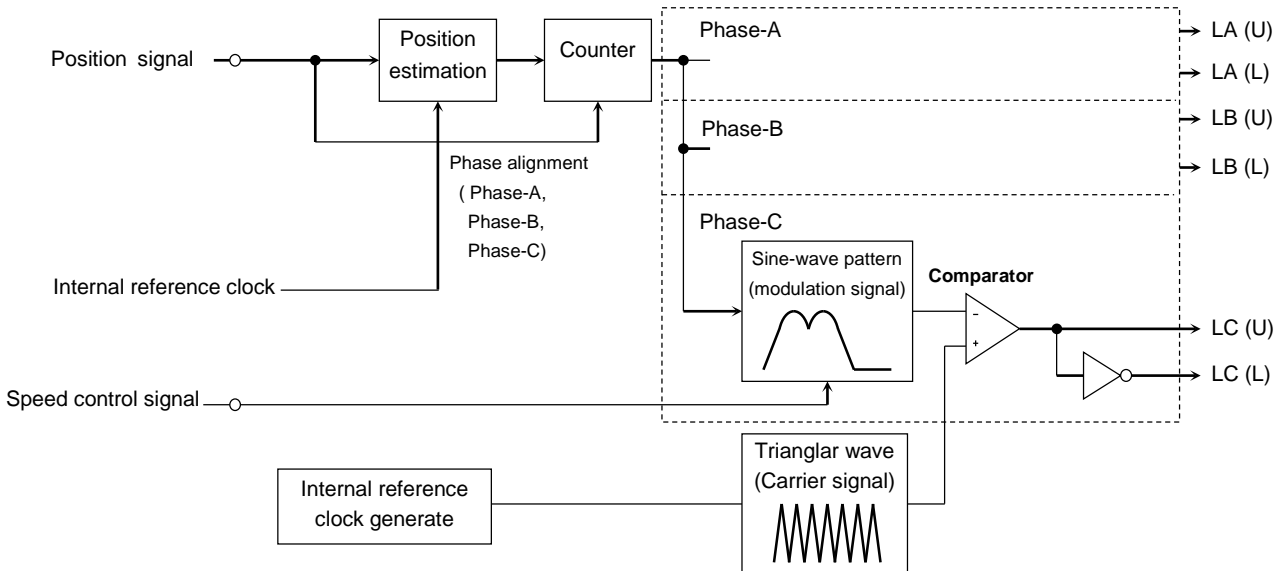 Position signal
Position
estimation
Counter
Phase-A
LA (U)
LA (L)
Phase-B
LB (U)
LB (L)
Phase alignment
( Phase-A,
Phase-B,
Phase-C)
Phase-C
Internal reference clock
Sine-wave pattern
(modulation signal)
Comparator
−
+
LC (U)
LC (L)
Speed control signal
Trianglar wave
(Carrier signal)
Internal reference
clock generate